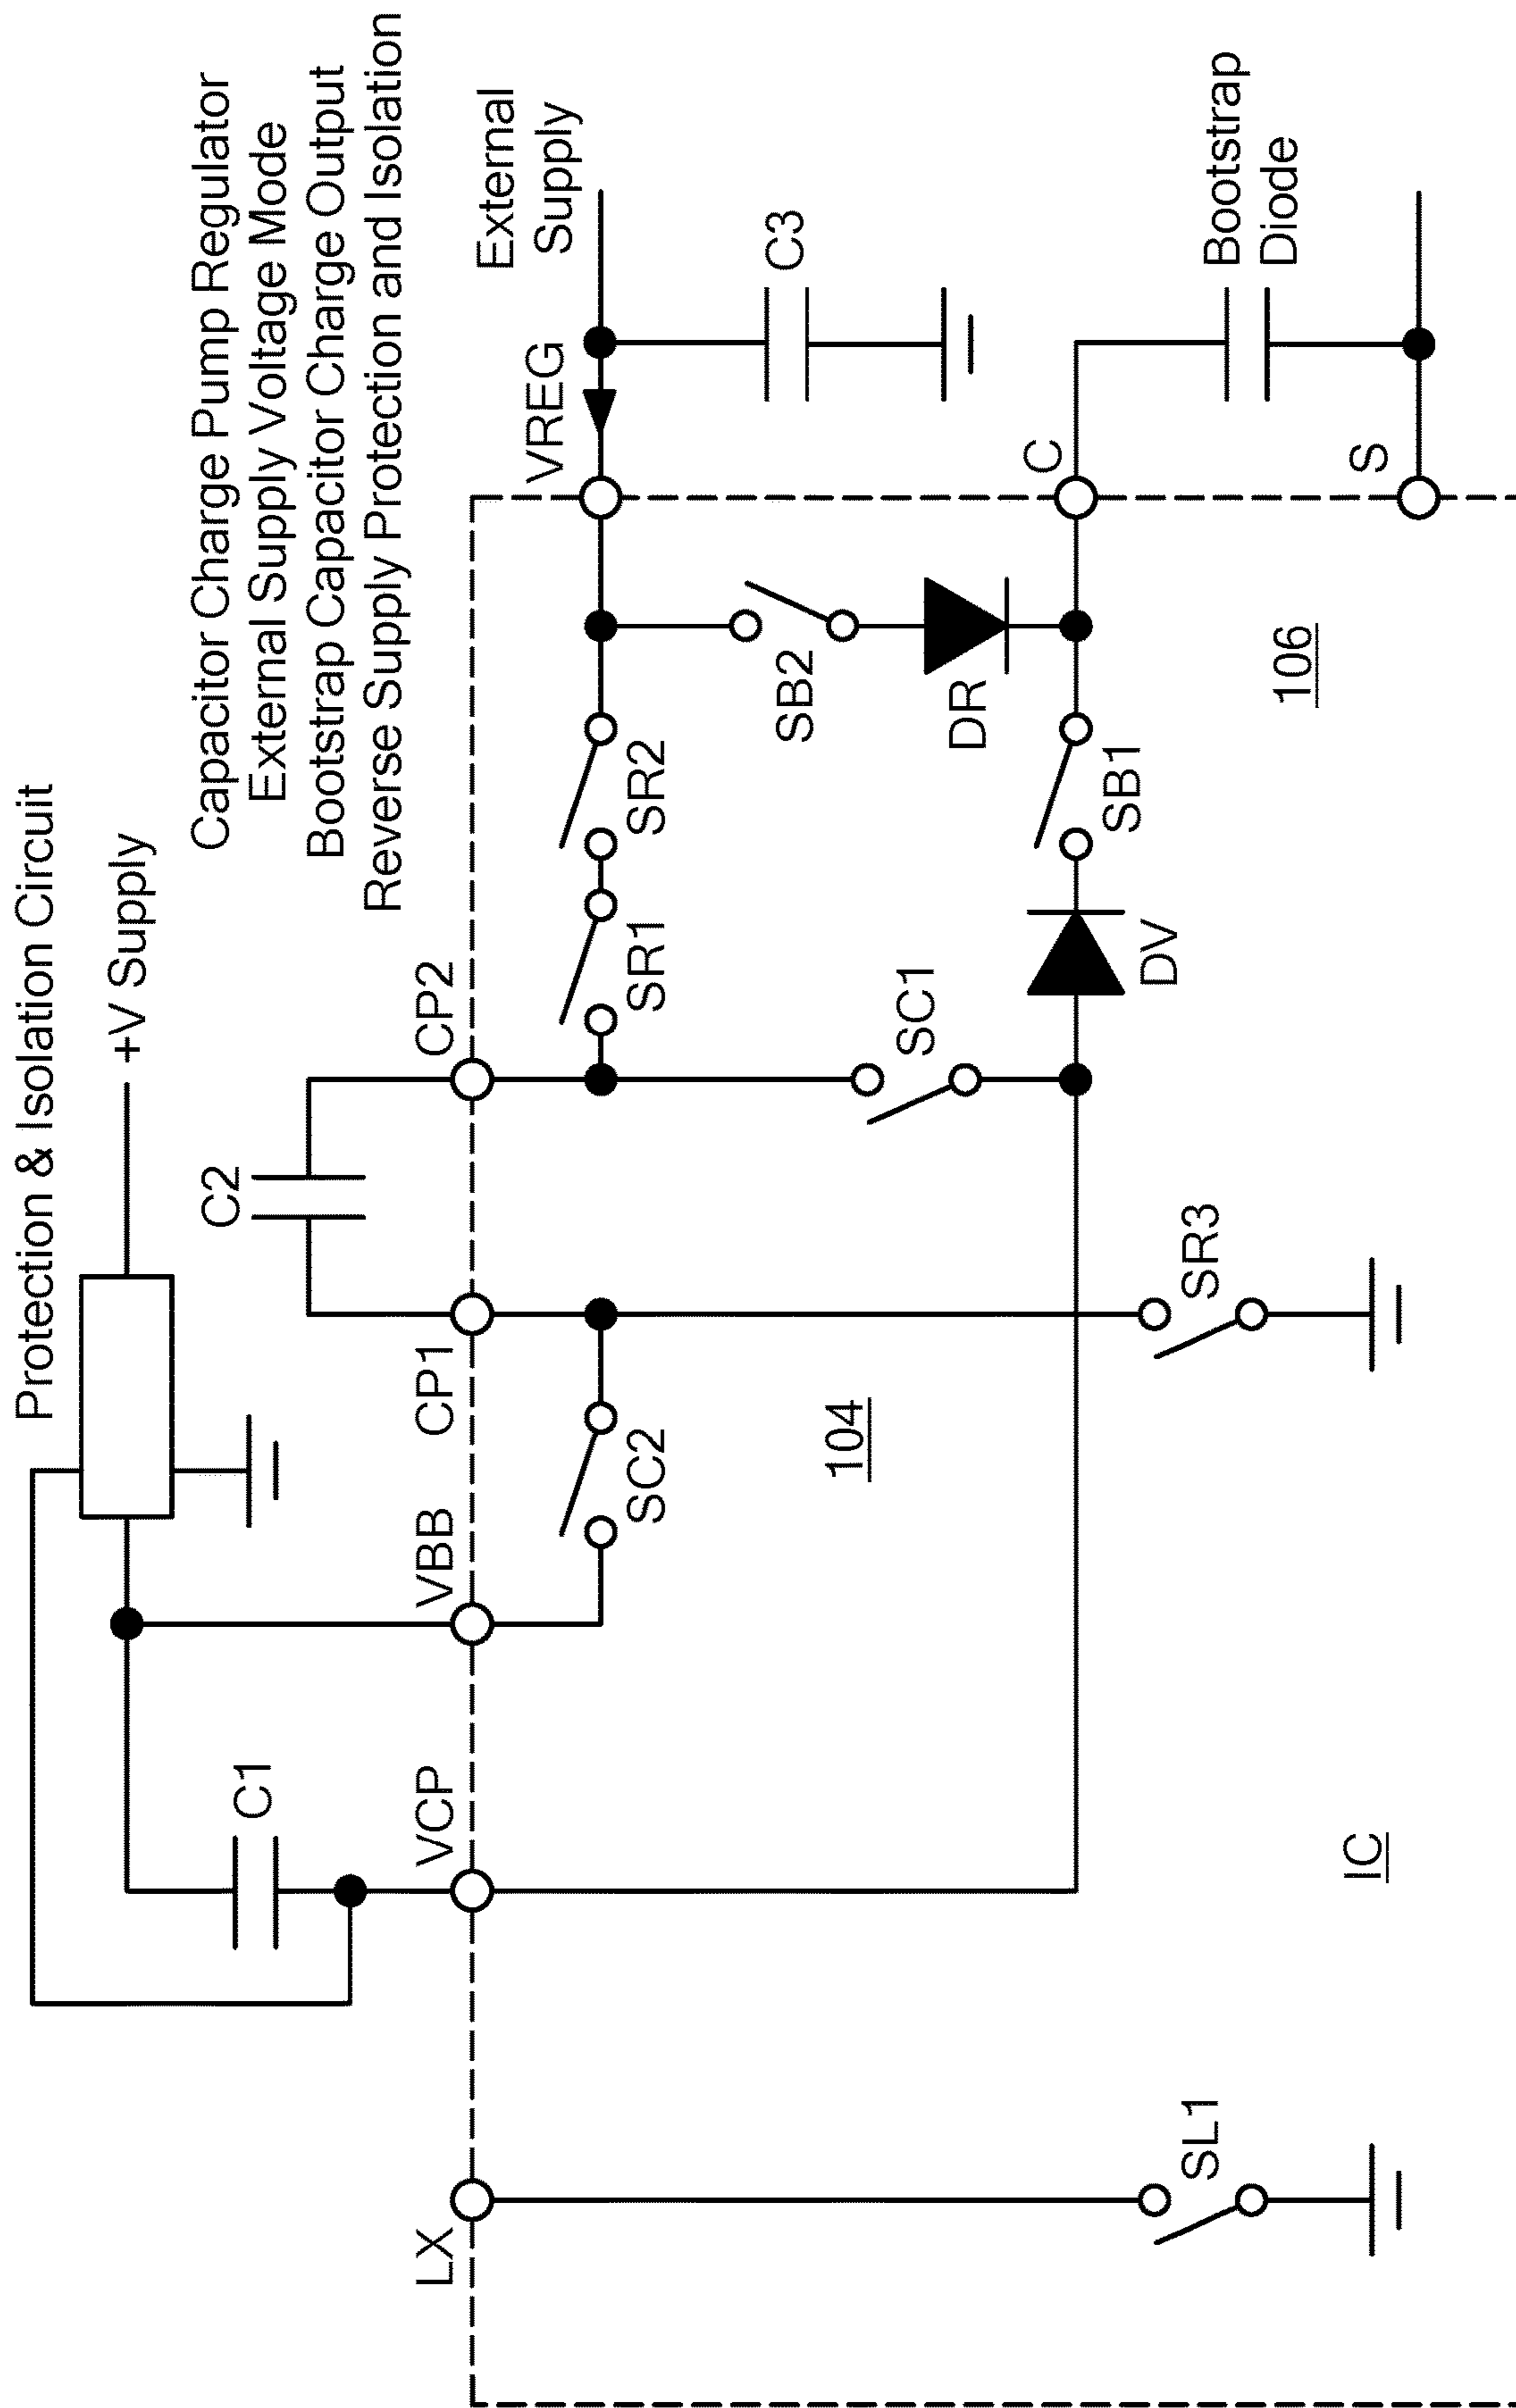 Protection & Isolation Circuit
+V Supply
Capacitor Charge Pump Regulator
External Supply Voltage Mode
Bootstrap Capacitor Charge Output
Reverse Supply Protection and Isolation
C1
C2
LX
VCP
VBB
CP1
CP2
VREG
External
Supply
SC2
SR1
SR2
C3
SB2
104
SC1
DR
C
SL1
SR3
DV
SB1
Bootstrap
Diode
106
IC
S